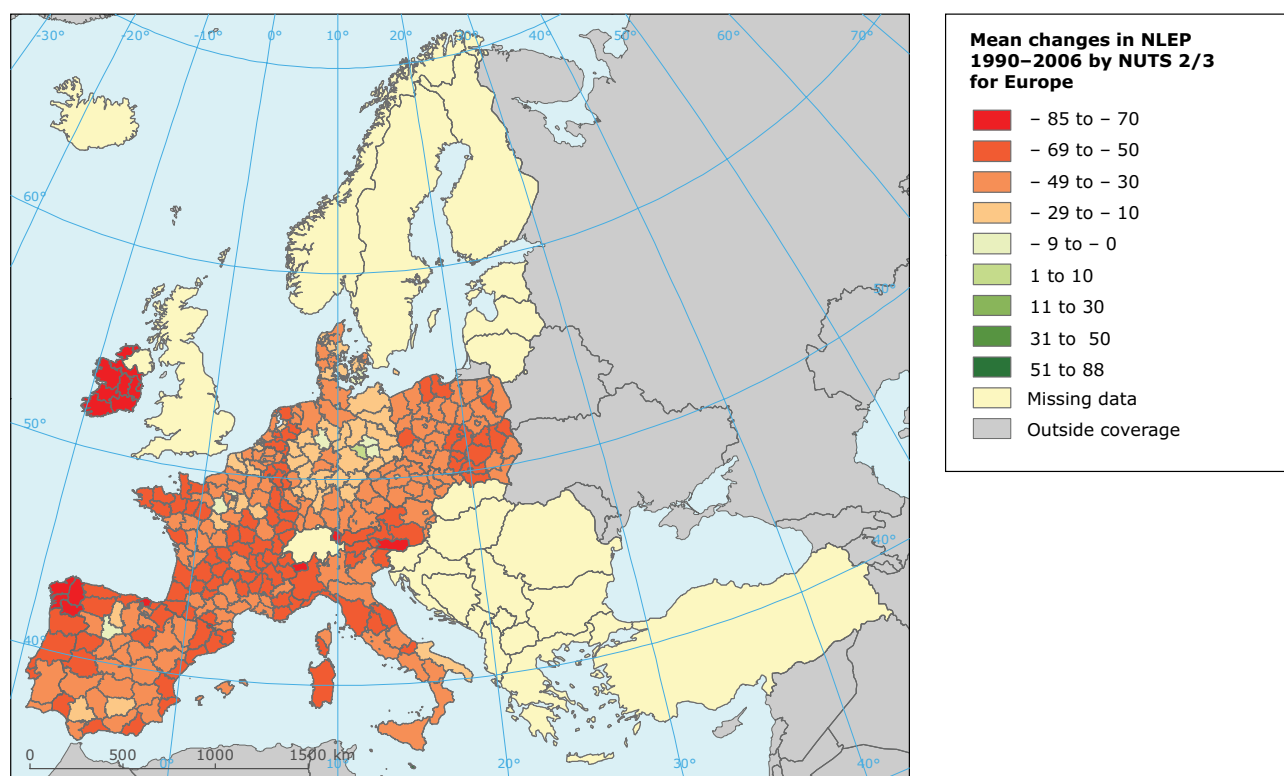 -30° -20° -10° 0° 10° 20° 30° 40° 50° 60° 70°
60°
50°
40°
60°
50°
40°
0 500 1000 1500 km
0° 10° 20° 30° 40°
Mean changes in NLEP
1990–2006 by NUTS 2/3
for Europe
– 85 to – 70
– 69 to – 50
– 49 to – 30
– 29 to – 10
– 9 to – 0
1 to 10
11 to 30
31 to 50
51 to 88
Missing data
Outside coverage